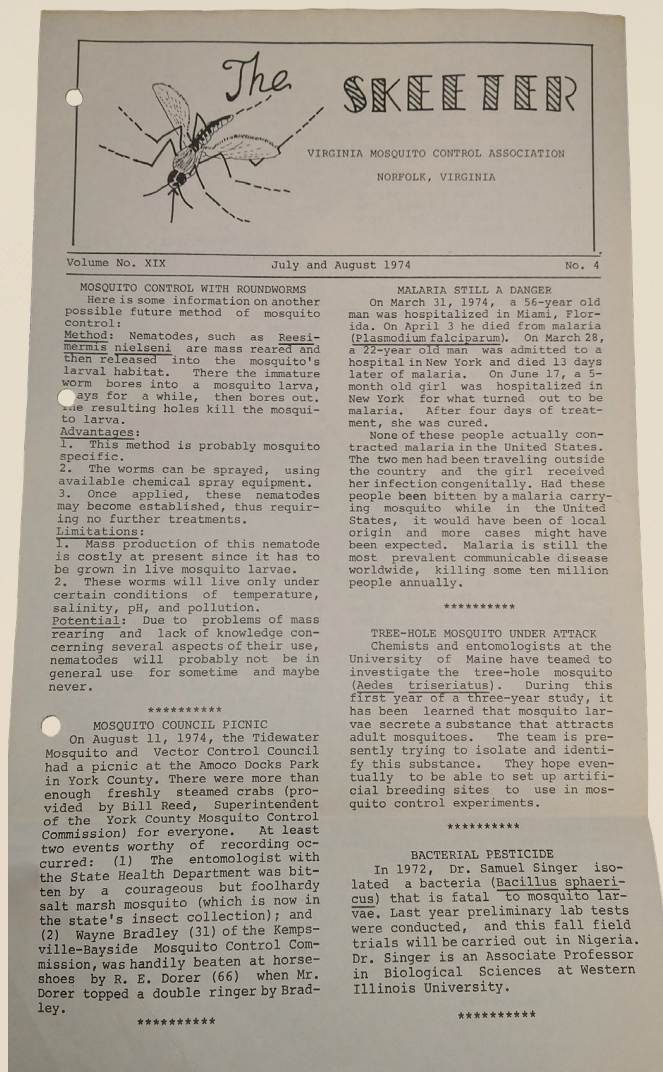 The SKEETER
VIRGINIA MOSQUITO CONTROL ASSOCIATION
NORFOLK, VIRGINIA
Volume No. XIX July and August 1974 No. 4
MOSQUITO CONTROL WITH ROUNDWORMS
Here is some information on another
possible future method of mosquito
control:
Method: Nematodes, such as Reesi-
mermis nielseni are mass reared and
then released into the mosquito's
larval habitat. There the immature
worm bores into a mosquito larva,
ays for a while, then bores out.
The resulting holes kill the mosqui-
to larva.
Advantages:
1. This method is probably mosquito
specific.
2. The worms can be sprayed, using
available chemical spray equipment.
3. Once applied, these nematodes
may become established, thus requir-
ing no further treatments.
Limitations:
1. Mass production of this nematode
is costly at present since it has to
be grown in live mosquito larvae.
2. These worms will live only under
certain conditions of temperature,
salinity, pH, and pollution.
Potential: Due to problems of mass
rearing and lack of knowledge con-
cerning several aspects of their use,
nematodes will probably not be in
general use for sometime and maybe
never.
**********
MOSQUITO COUNCIL PICNIC
On August 11, 1974, the Tidewater
Mosquito and Vector Control Council
had a picnic at the Amoco Docks Park
in York County. There were more than
enough freshly steamed crabs (pro-
vided by Bill Reed, Superintendent
of the York County Mosquito Control
Commission) for everyone. At least
two events worthy of recording oc-
curred: (1) The entomologist with
the State Health Department was bit-
ten by a courageous but foolhardy
salt marsh mosquito (which is now in
the state's insect collection); and
(2) Wayne Bradley (31) of the Kemps-
ville-Bayside Mosquito Control Com-
mission, was handily beaten at horse-
shoes by R. E. Dorer (66) when Mr.
Dorer topped a double ringer by Brad-
ley.
**********
MALARIA STILL A DANGER
On March 31, 1974, a 56-year old
man was hospitalized in Miami, Flor-
ida. On April 3 he died from malaria
(Plasmodium falciparum). On March 28,
a 22-year old man was admitted to a
hospital in New York and died 13 days
later of malaria. On June 17, a 5-
month old girl was hospitalized in
New York for what turned out to be
malaria. After four days of treat-
ment, she was cured.
None of these people actually con-
tracted malaria in the United States.
The two men had been traveling outside
the country and the girl received
her infection congenitally. Had these
people been bitten by a malaria carry-
ing mosquito while in the United
States, it would have been of local
origin and more cases might have
been expected. Malaria is still the
most prevalent communicable disease
worldwide, killing some ten million
people annually.
**********
TREE-HOLE MOSQUITO UNDER ATTACK
Chemists and entomologists at the
University of Maine have teamed to
investigate the tree-hole mosquito
(Aedes triseriatus). During this
first year of a three-year study, it
has been learned that mosquito lar-
vae secrete a substance that attracts
adult mosquitoes. The team is pre-
sently trying to isolate and identi-
fy this substance. They hope even-
tually to be able to set up artifi-
cial breeding sites to use in mos-
quito control experiments.
**********
BACTERIAL PESTICIDE
In 1972, Dr. Samuel Singer iso-
lated a bacteria (Bacillus sphaeri-
cus) that is fatal to mosquito lar-
vae. Last year preliminary lab tests
were conducted, and this fall field
trials will be carried out in Nigeria.
Dr. Singer is an Associate Professor
in Biological Sciences at Western
Illinois University.
**********